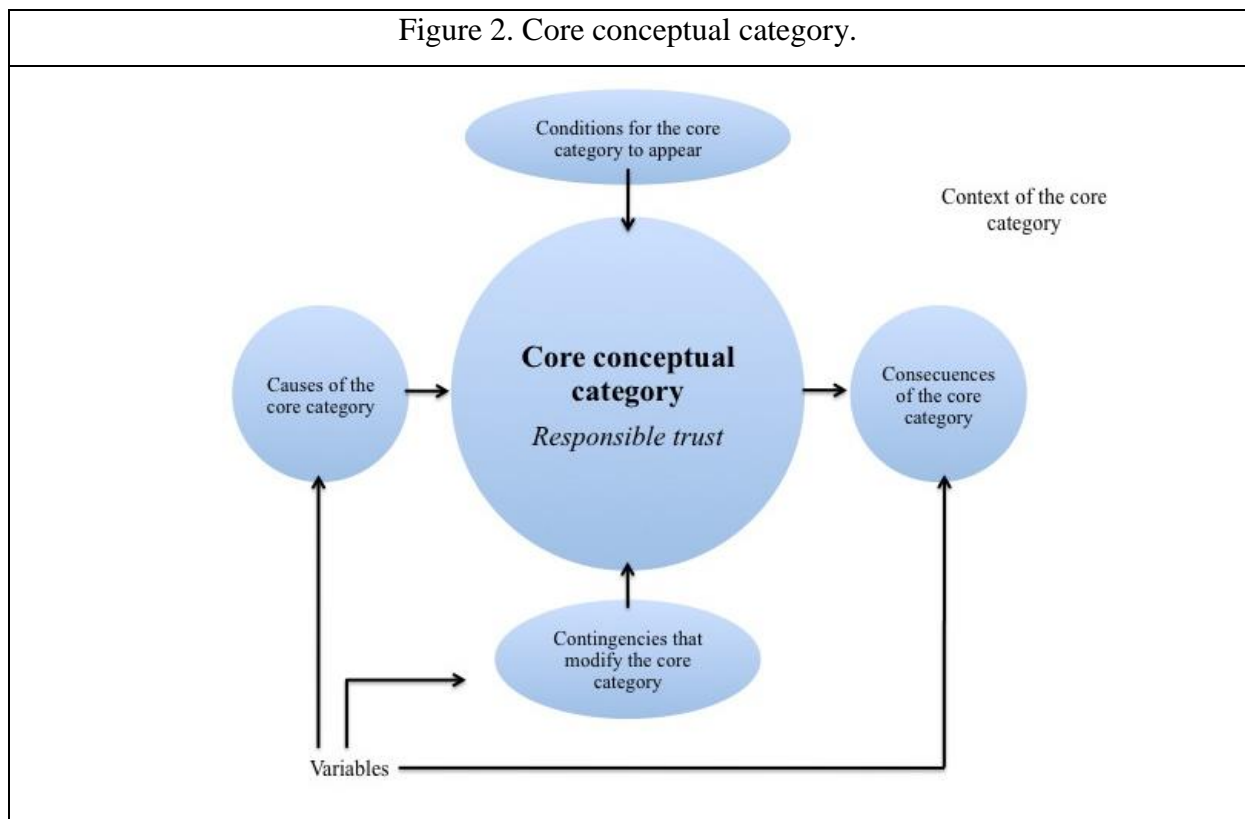 Figure 2. Core conceptual category.
Conditions for the core
category to appear
Context of the core
category
Core conceptual
category
Responsible trust
Causes of the
core category
Consecuences
of the core
category
Contingencies that
modify the core
category
Variables